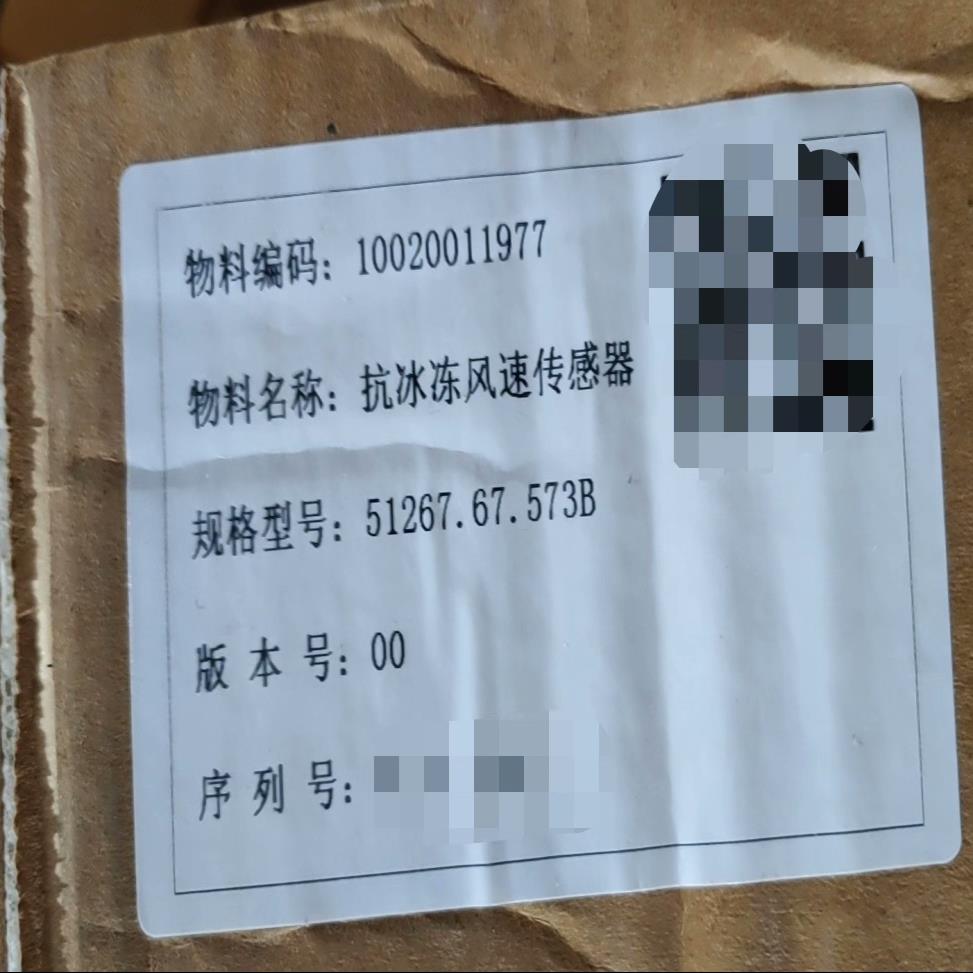 物料编码: 10020011977
物料名称: 抗冰冻风速传感器
规格型号: 51267.67.573B
版 本 号: 00
序 列 号: